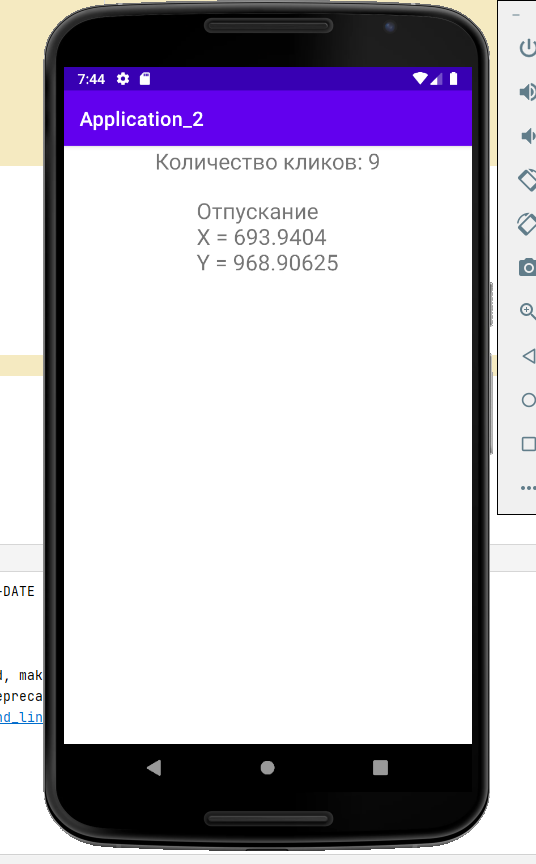 7:44
Application_2
Количество кликов: 9
Отпускание
X = 693.9404
Y = 968.90625
-DATE
d, mak
epreca
nd_lin